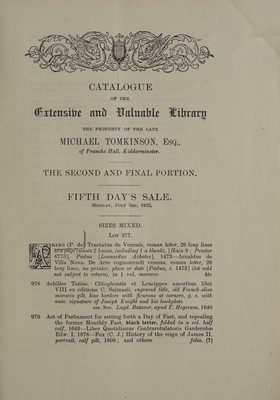 CATALOGUE
OF THE
Extensive and Valuable Library
THE PROPERTY OF THE LATE
MICHAEL TOMKINSON, ESQ.,
of Franche Hall, Kidderminster.
THE SECOND AND FINAL PORTION.
FIFTH DAY'S SALE.
MONDAY, JULY 3RD, 1922.
SIZES MIXED.
LOT 977.
BANO (P. de) Tractatus de Venenis, roman letter, 26 long lines
2 leaves, including 1 a blank), [Hain 8; Proctor
6775], Padua [Leonardus Achates], 1473—Arnaldus de
Villa Nova. De Arte cognoscendi venena, roman letter, 26
long lines, no printer, place or date [Padua, c. 1473] (lot sold
not subject to return), in 1 vol. morocco 4to
978 Achilles Tatius. Clitophontis et Leucippes amoribus libri
VIII ex editione C. Salmasii, engraved title, old French olive
morocco gilt, line borders with fleurons at corners, g. e. with
auto. signature of Joseph Knight and his bookplate
sm. 8vo. Lugd. Batavor, apud F. Hegerum, 1640
979 Act of Parliament for setting forth a Day of Fast, and repealing
the former Monthly Fast, black letter, folded in a vol. half
calf, 1649—Liber Quotidianus Contrarotulatoris Garderobæ
Edw. I. 1878—Fox (C. J.) History of the reign of James II,
portrait, calf gilt, 1808; and others folio. (7)